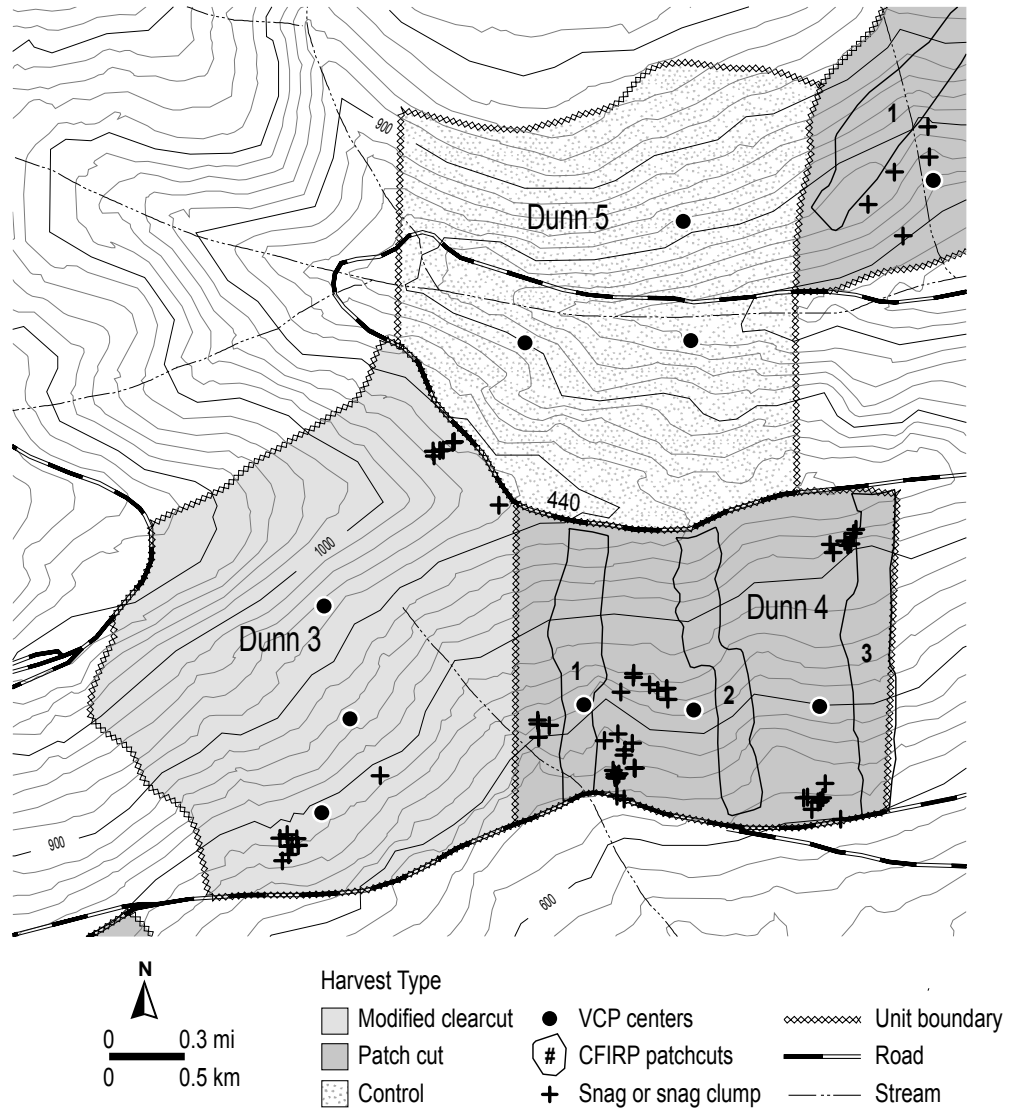 900
1
Dunn 5
440
1000
Dunn 3
Dunn 4
1
2
3
900
600
N
0 0.3 mi
0 0.5 km
Harvest Type
Modified clearcut
Patch cut
Control
VCP centers
# CFIRP patchcuts
Snag or snag clump
Unit boundary
Road
Stream